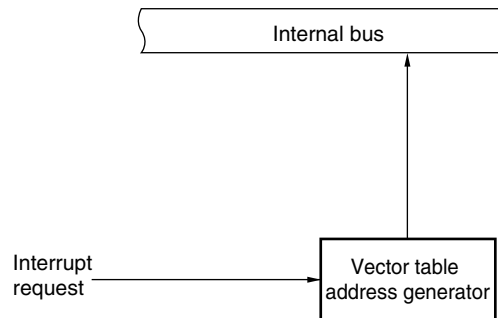 Internal bus
Interrupt
request
Vector table
address generator